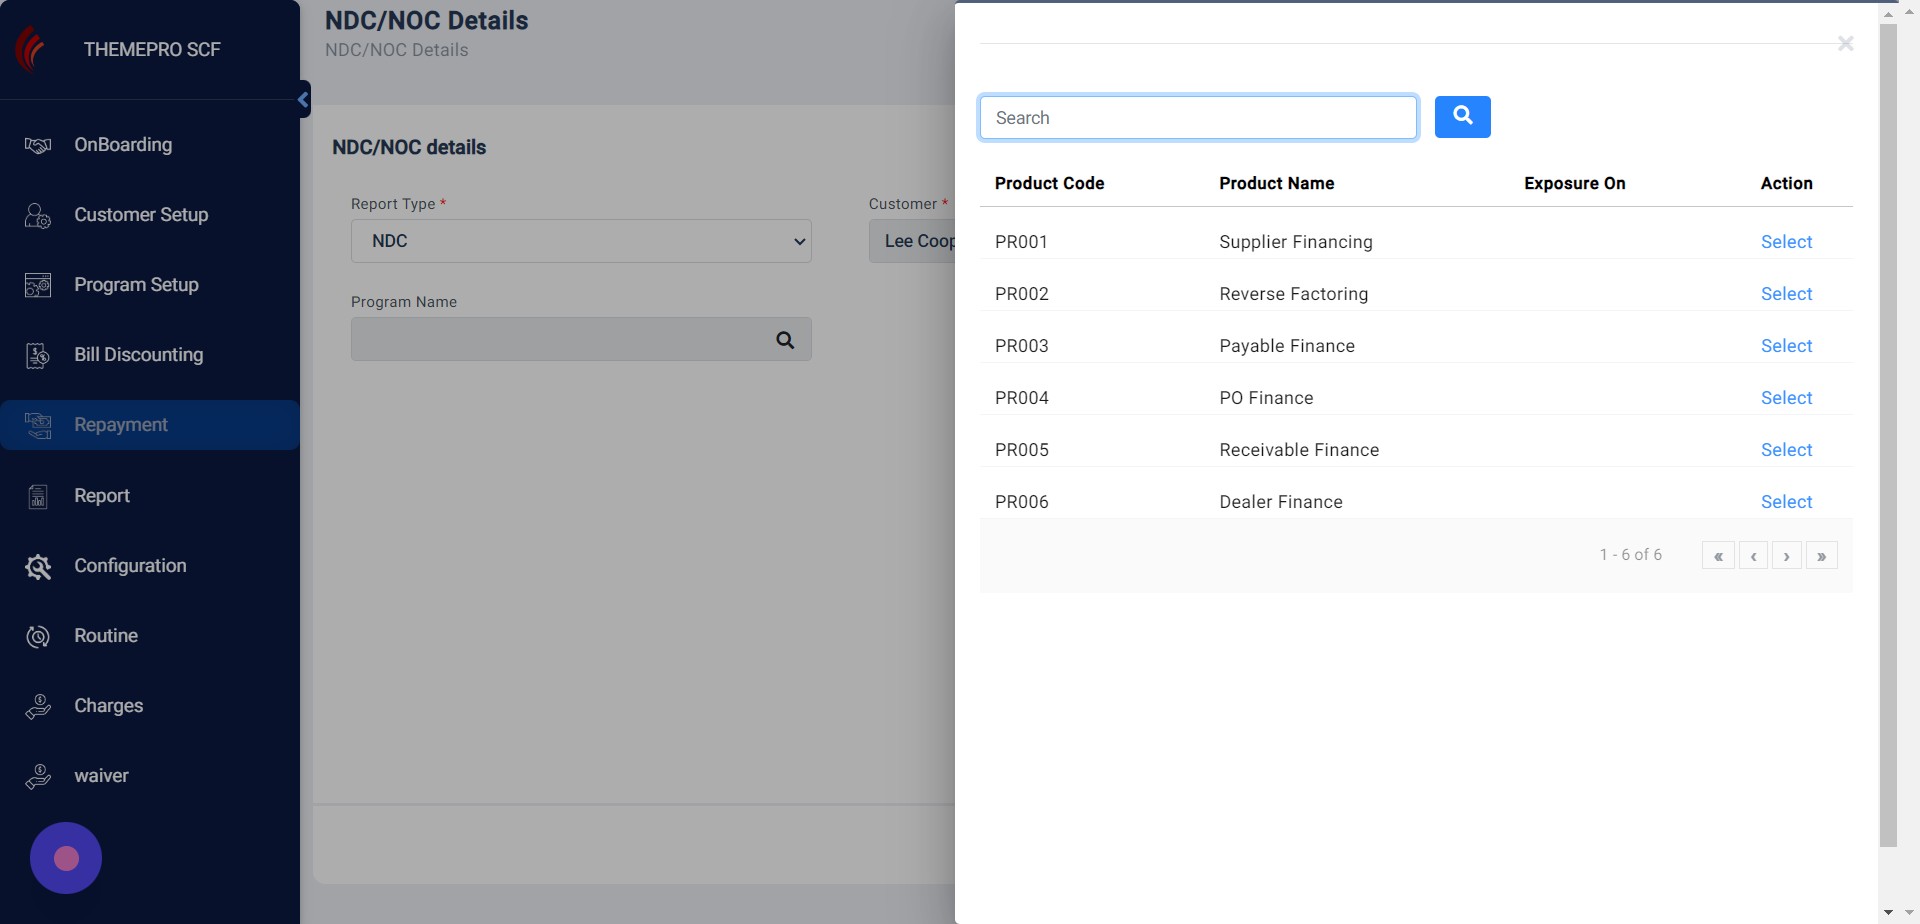 THEMEPRO SCF
OnBoarding
Customer Setup
Program Setup
Bill Discounting
Repayment
Report
Configuration
Routine
Charges
waiver
NDC/NOC Details
NDC/NOC Details
NDC/NOC details
Report Type *
NDC
Customer *
Lee Coop
Program Name
Search
Product Code Product Name Exposure On Action
PR001 Supplier Financing Select
PR002 Reverse Factoring Select
PR003 Payable Finance Select
PR004 PO Finance Select
PR005 Receivable Finance Select
PR006 Dealer Finance Select
1 - 6 of 6 « ‹ › »